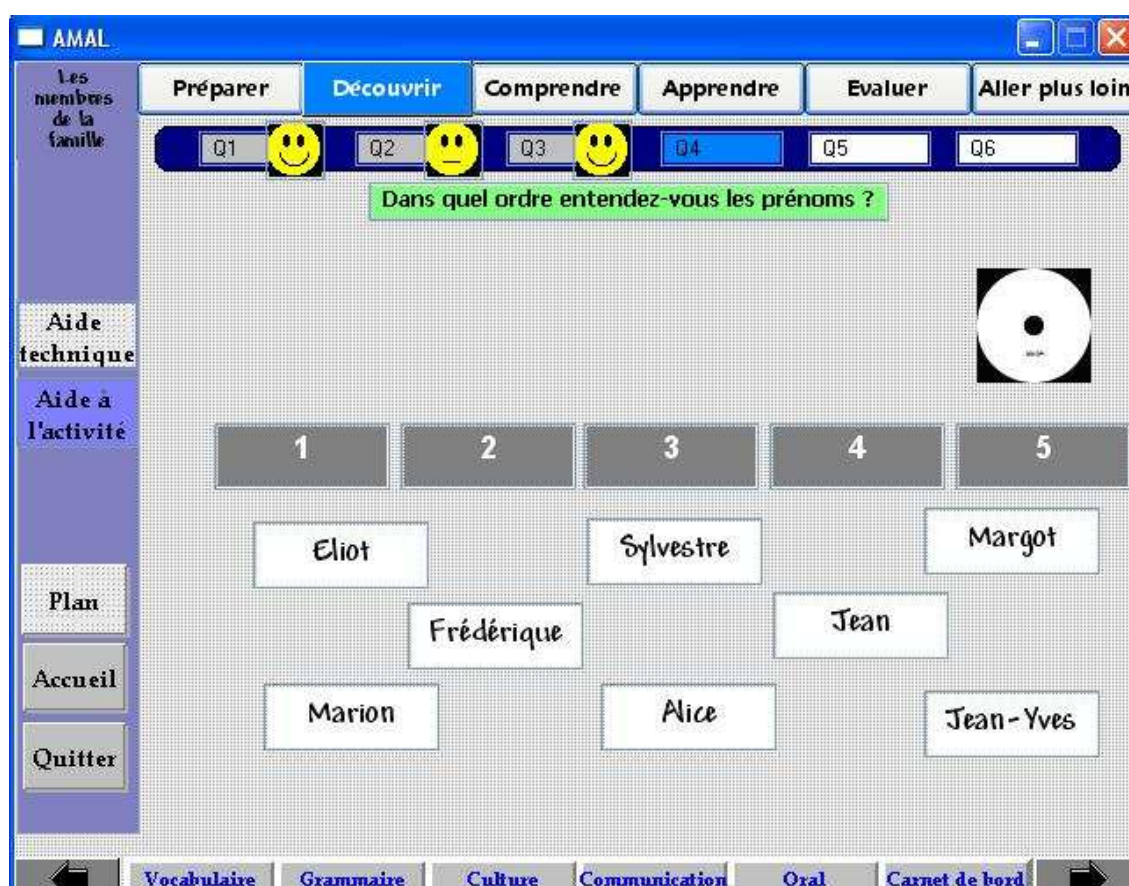 AMAL
Les
membres
de la
famille
Préparer
Découvrir
Comprendre
Apprendre
Evaluer
Aller plus loin
Q1
Q2
Q3
Q4
Q5
Q6
Dans quel ordre entendez-vous les prénoms ?
Aide
technique
Aide à
l'activité
1
2
3
4
5
Eliot
Sylvestre
Margot
Frédérique
Jean
Marion
Alice
Jean-Yves
Plan
Accueil
Quitter
Vocabulaire
Grammaire
Culture
Communication
Oral
Carnet de bord